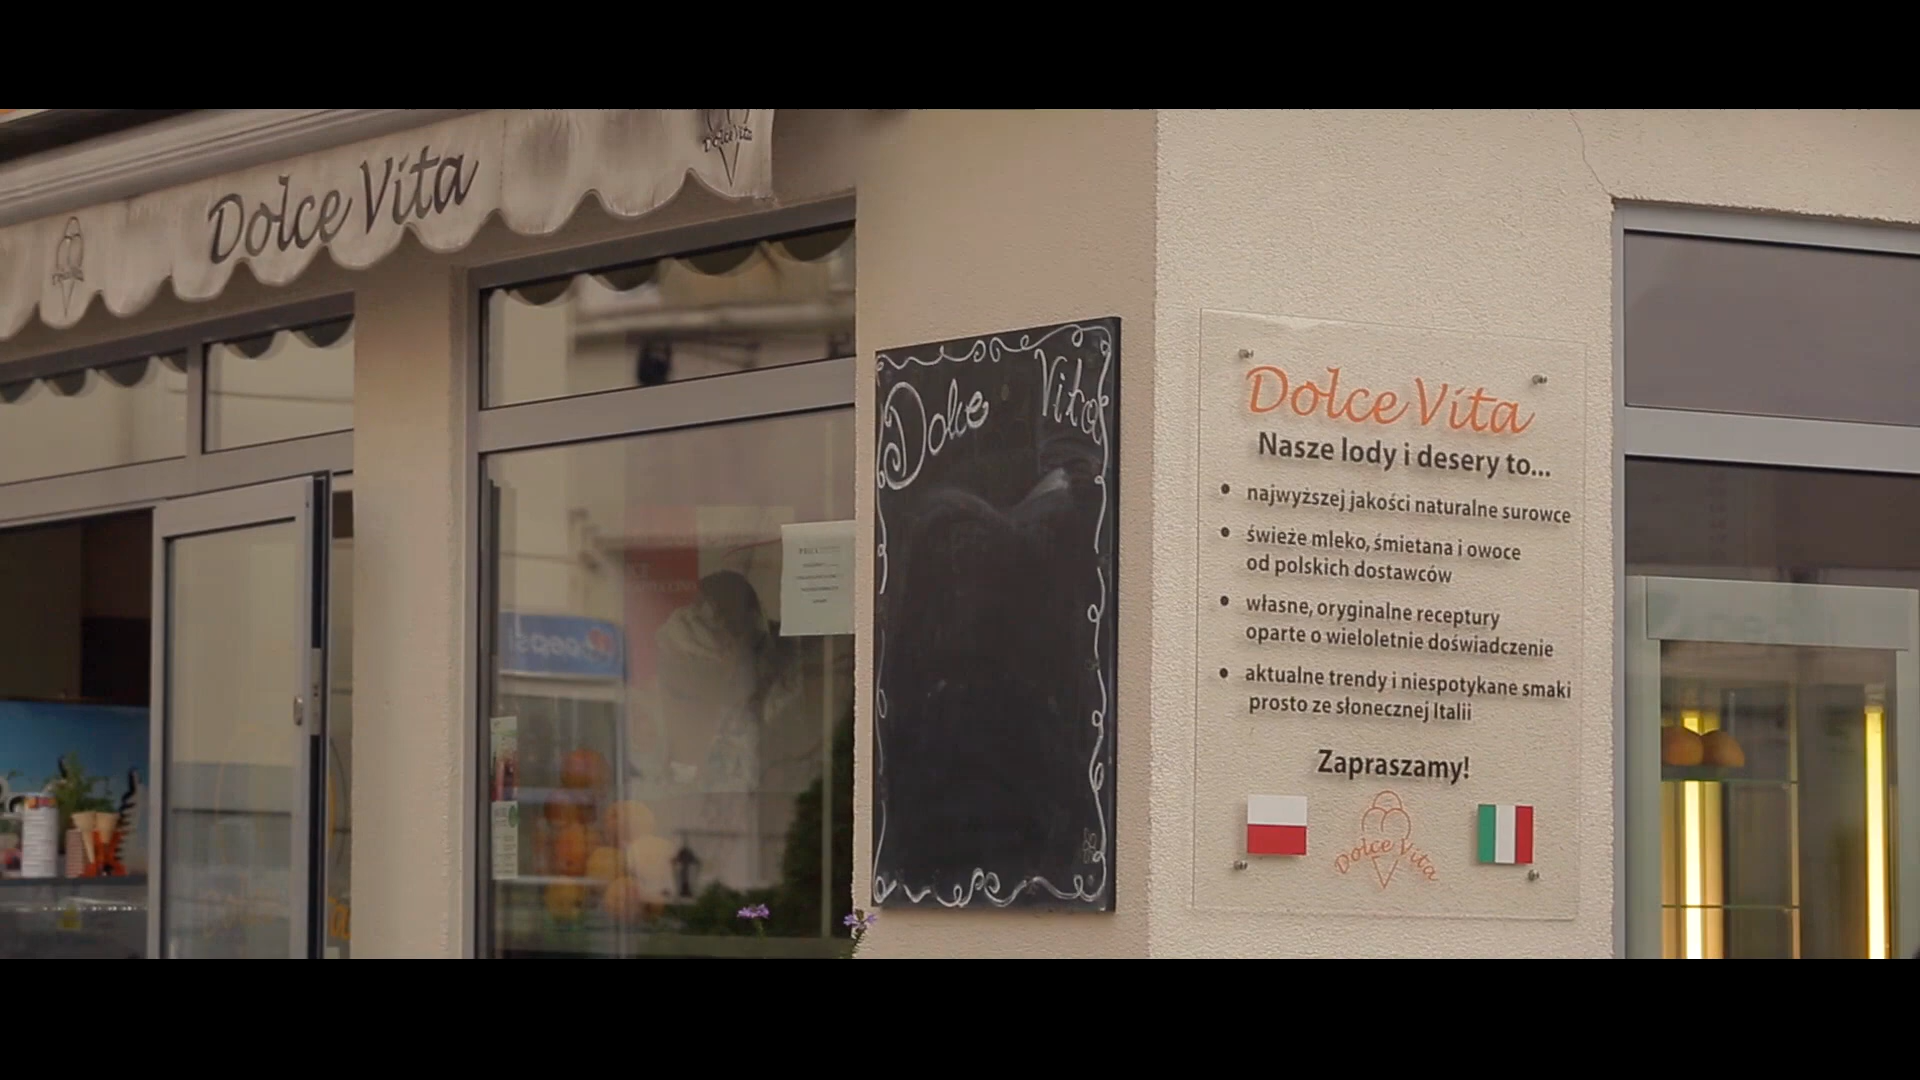 Dolce Vita
Dolce Vita
Dolce Vita
Dolce Vita
Nasze lody i desery to...
• najwyższej jakości naturalne surowce
• świeże mleko, śmietana i owoce
od polskich dostawców
• własne, oryginalne receptury
oparte o wieloletnie doświadczenie
• aktualne trendy i niespotykane smaki
prosto ze słonecznej Italii
Zapraszamy!
Dolce Vita